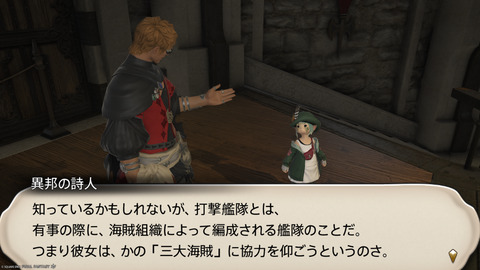 異邦の詩人
知っているかもしれないが、打撃艦隊とは、
有事の際に、海賊組織によって編成される艦隊のことだ。
つまり彼女は、かの「三大海賊」に協力を仰ごうというのさ。